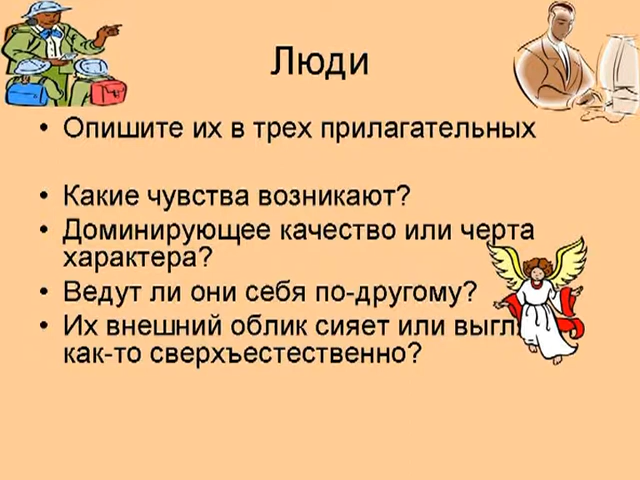 Люди
• Опишите их в трех прилагательных
• Какие чувства возникают?
• Доминирующее качество или черта
характера?
• Ведут ли они себя по-другому?
• Их внешний облик сияет или
как-то сверхъестественно?